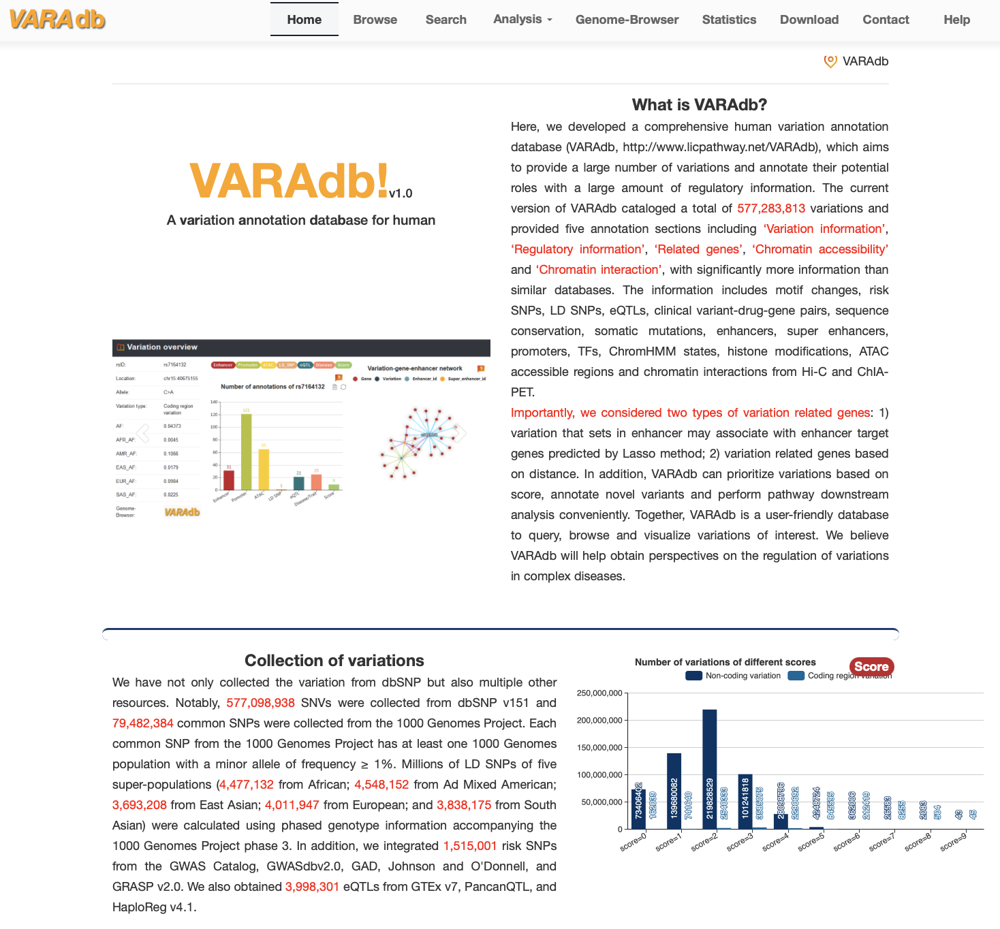 VARAdb
Home Browse Search Analysis Genome-Browser Statistics Download Contact Help
VARAdb
VARAdb!v1.0
A variation annotation database for human
Variation overview
rsID: rs7164132
Location: chr15:40675155
Allele: C>A
Variation type: Coding region
variation
AF: 0.04373
AFR_AF: 0.0045
AMR_AF: 0.1066
EAS_AF: 0.0179
EUR_AF: 0.0984
SAS_AF: 0.0225
Genome-
Browser: VARAdb
Enhancer Promoter ATAC LD_SNP eQTL Disease Score
?
Number of annotations of rs7164132
140
120
100
80
60
40
20
0
31 121 65 1 21 25 9
Enhancer Promoter ATAC LD SNP eQTL Disease/Trait Score
Variation-gene-enhancer network ?
Gene Variation Enhancer_id Super_enhancer_id
What is VARAdb?
Here, we developed a comprehensive human variation annotation
database (VARAdb, http://www.licpathway.net/VARAdb), which aims
to provide a large number of variations and annotate their potential
roles with a large amount of regulatory information. The current
version of VARAdb cataloged a total of 577,283,813 variations and
provided five annotation sections including ‘Variation information’,
‘Regulatory information’, ‘Related genes’, ‘Chromatin accessibility’
and ‘Chromatin interaction’, with significantly more information than
similar databases. The information includes motif changes, risk
SNPs, LD SNPs, eQTLs, clinical variant-drug-gene pairs, sequence
conservation, somatic mutations, enhancers, super enhancers,
promoters, TFs, ChromHMM states, histone modifications, ATAC
accessible regions and chromatin interactions from Hi-C and ChIA-
PET.
Importantly, we considered two types of variation related genes: 1)
variation that sets in enhancer may associate with enhancer target
genes predicted by Lasso method; 2) variation related genes based
on distance. In addition, VARAdb can prioritize variations based on
score, annotate novel variants and perform pathway downstream
analysis conveniently. Together, VARAdb is a user-friendly database
to query, browse and visualize variations of interest. We believe
VARAdb will help obtain perspectives on the regulation of variations
in complex diseases.
Collection of variations
We have not only collected the variation from dbSNP but also multiple other
resources. Notably, 577,098,938 SNVs were collected from dbSNP v151 and
79,482,384 common SNPs were collected from the 1000 Genomes Project. Each
common SNP from the 1000 Genomes Project has at least one 1000 Genomes
population with a minor allele of frequency ≥ 1%. Millions of LD SNPs of five
super-populations (4,477,132 from African; 4,548,152 from Ad Mixed American;
3,693,208 from East Asian; 4,011,947 from European; and 3,838,175 from South
Asian) were calculated using phased genotype information accompanying the
1000 Genomes Project phase 3. In addition, we integrated 1,515,001 risk SNPs
from the GWAS Catalog, GWASdbv2.0, GAD, Johnson and O'Donnell, and
GRASP v2.0. We also obtained 3,998,301 eQTLs from GTEx v7, PancanQTL, and
HaploReg v4.1.
Number of variations of different scores
Score
Non-coding variation Coding region variation
250,000,000
200,000,000
150,000,000
100,000,000
50,000,000
0
73406402 162039 139680082 741640 219828529 2540333 101241818 3585075 28098796 2290692 4248724 845595 362006 212419 26583 8255 2083 504 43 45
score=0 score=1 score=2 score=3 score=4 score=5 score=6 score=7 score=8 score=9